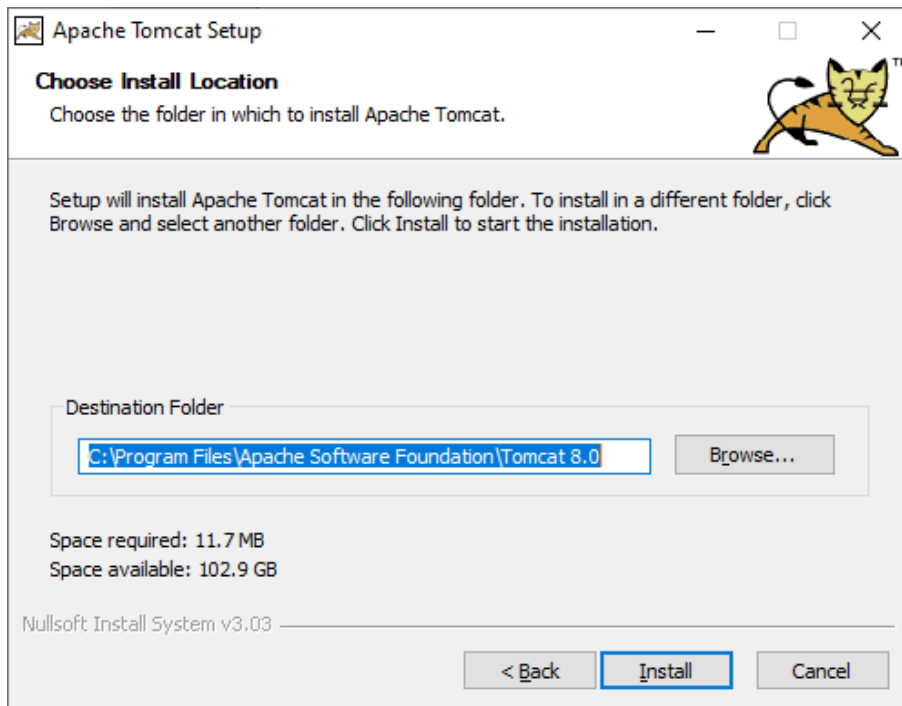 Apache Tomcat Setup
Choose Install Location
Choose the folder in which to install Apache Tomcat.
TM
Setup will install Apache Tomcat in the following folder. To install in a different folder, click
Browse and select another folder. Click Install to start the installation.
Destination Folder
C:\Program Files\Apache Software Foundation\Tomcat 8.0
Browse...
Space required: 11.7 MB
Space available: 102.9 GB
Nullsoft Install System v3.03
< Back
Install
Cancel